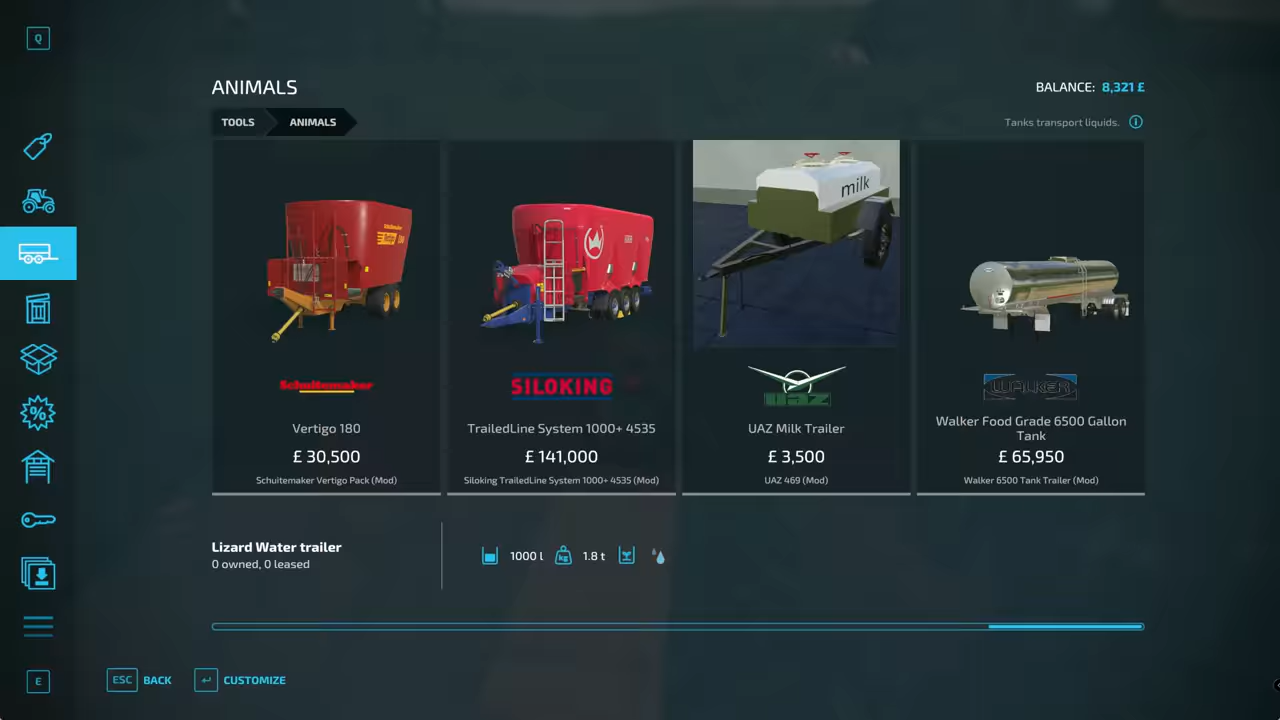 Q
ANIMALS
BALANCE: 8,321 £
TOOLS
ANIMALS
Tanks transport liquids.
milk
Schuitemaker
SILOKING
UAZ
WALKER
Vertigo 180
TrailedLine System 1000+ 4535
UAZ Milk Trailer
Walker Food Grade 6500 Gallon
Tank
£ 30,500
£ 141,000
£ 3,500
£ 65,950
Schuitemaker Vertigo Pack (Mod)
Siloking TrailedLine System 1000+ 4535 (Mod)
UAZ 469 (Mod)
Walker 6500 Tank Trailer (Mod)
Lizard Water trailer
0 owned, 0 leased
1000 l
kg
1.8 t
E
ESC BACK
CUSTOMIZE